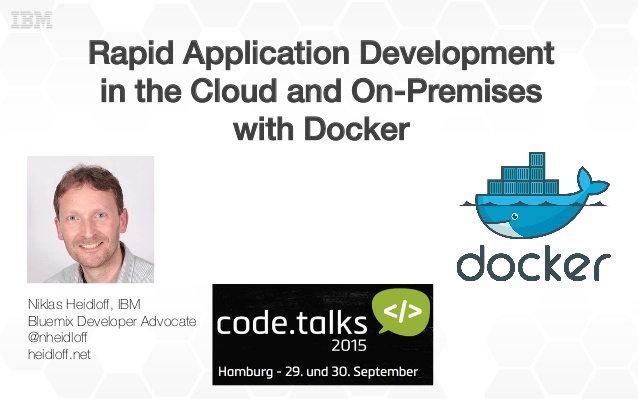 IBM
Rapid Application Development
in the Cloud and On-Premises
with Docker
docker
Niklas Heidloff, IBM
Bluemix Developer Advocate
@nheidloff
heidloff.net
code.talks </>
2015
Hamburg - 29. und 30. September